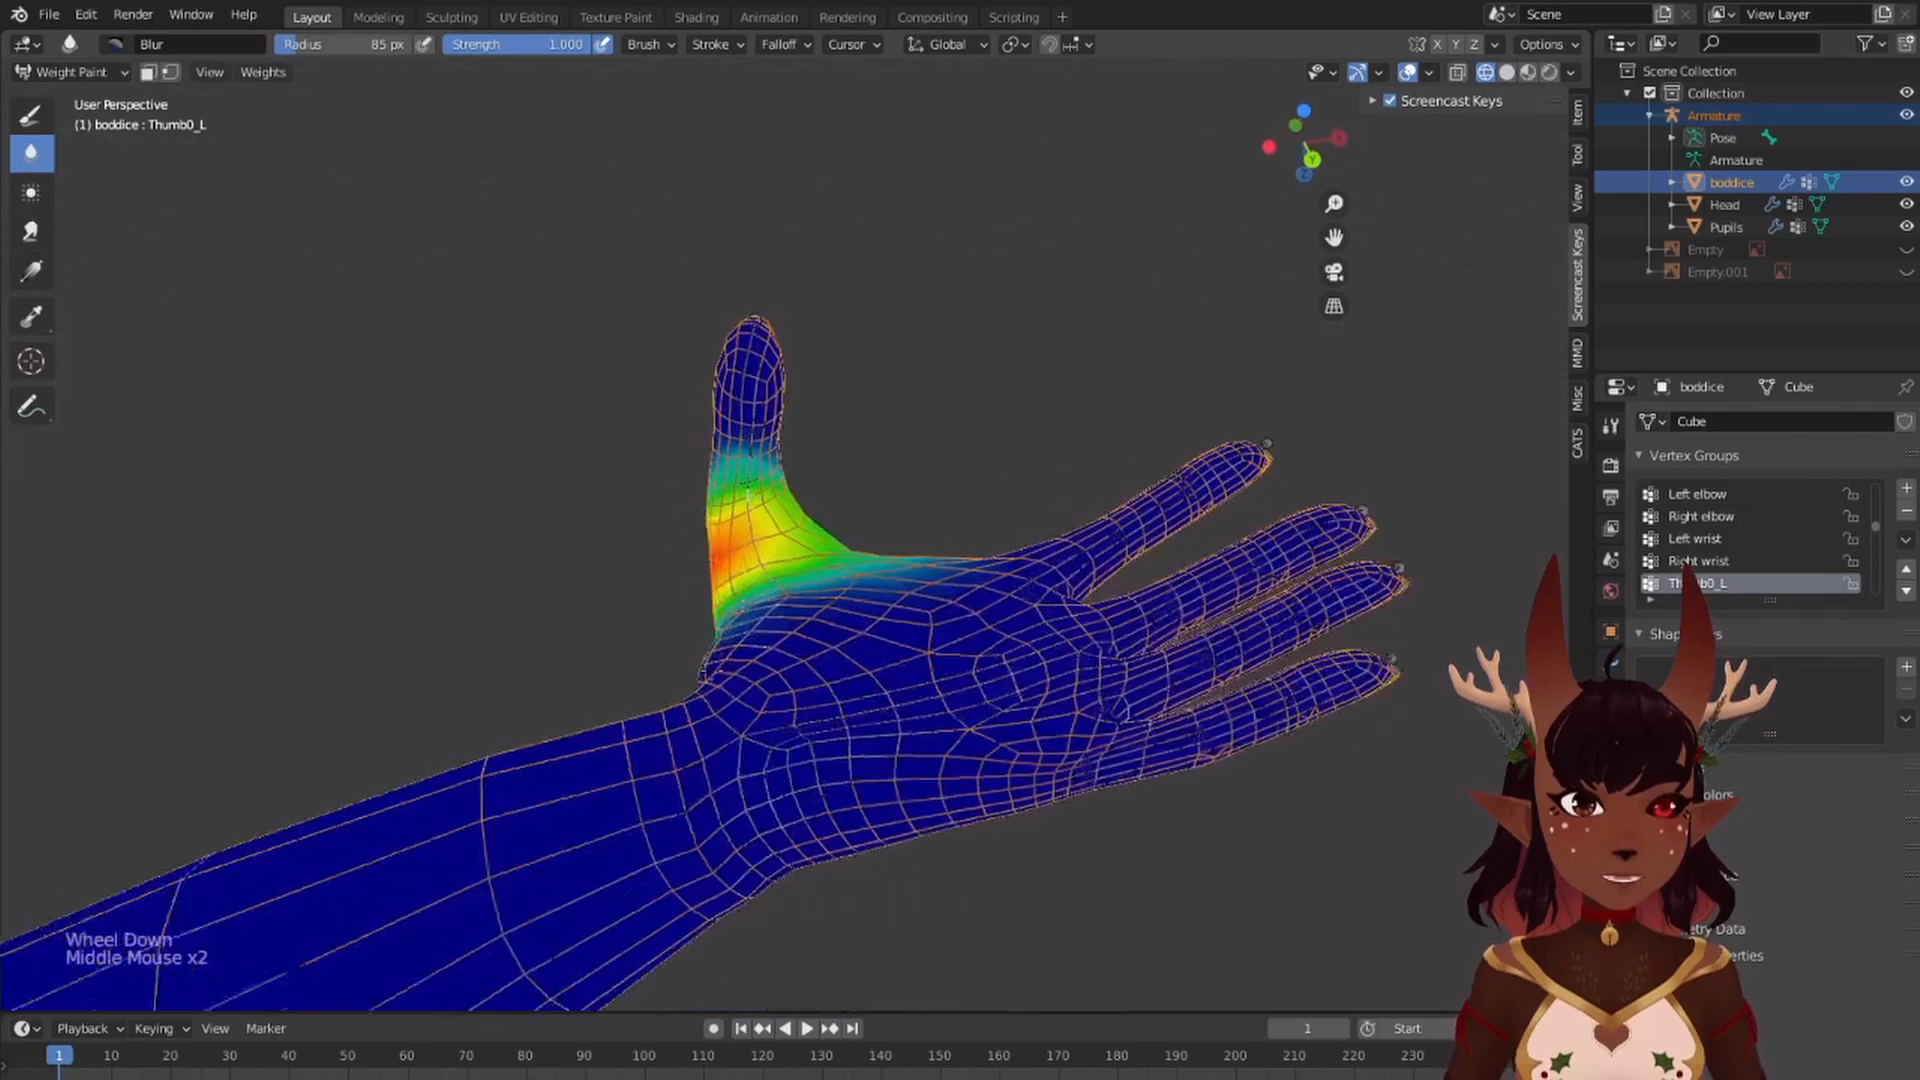 File Edit Render Window Help Layout Modeling Sculpting UV Editing Texture Paint Shading Animation Rendering Compositing Scripting + Scene View Layer
Blur Radius 85 px Strength 1.000 Brush Stroke Falloff Cursor Global X Y Z Options
Weight Paint View Weights
User Perspective
(1) boddice : Thumb0_L
Screencast Keys
Item
Tool
View
Screencast Keys
MMD
Misc
CATS
Scene Collection
Collection
Armature
Pose
Armature
boddice
Head
Pupils
Empty
Empty.001
boddice Cube
Cube
Vertex Groups
Left elbow
Right elbow
Left wrist
Right wrist
Wheel Down
Middle Mouse x2
Playback Keying View Marker 1 Start
1 10 20 30 40 50 60 70 80 90 100 110 120 130 140 150 160 170 180 190 200 210 220 230